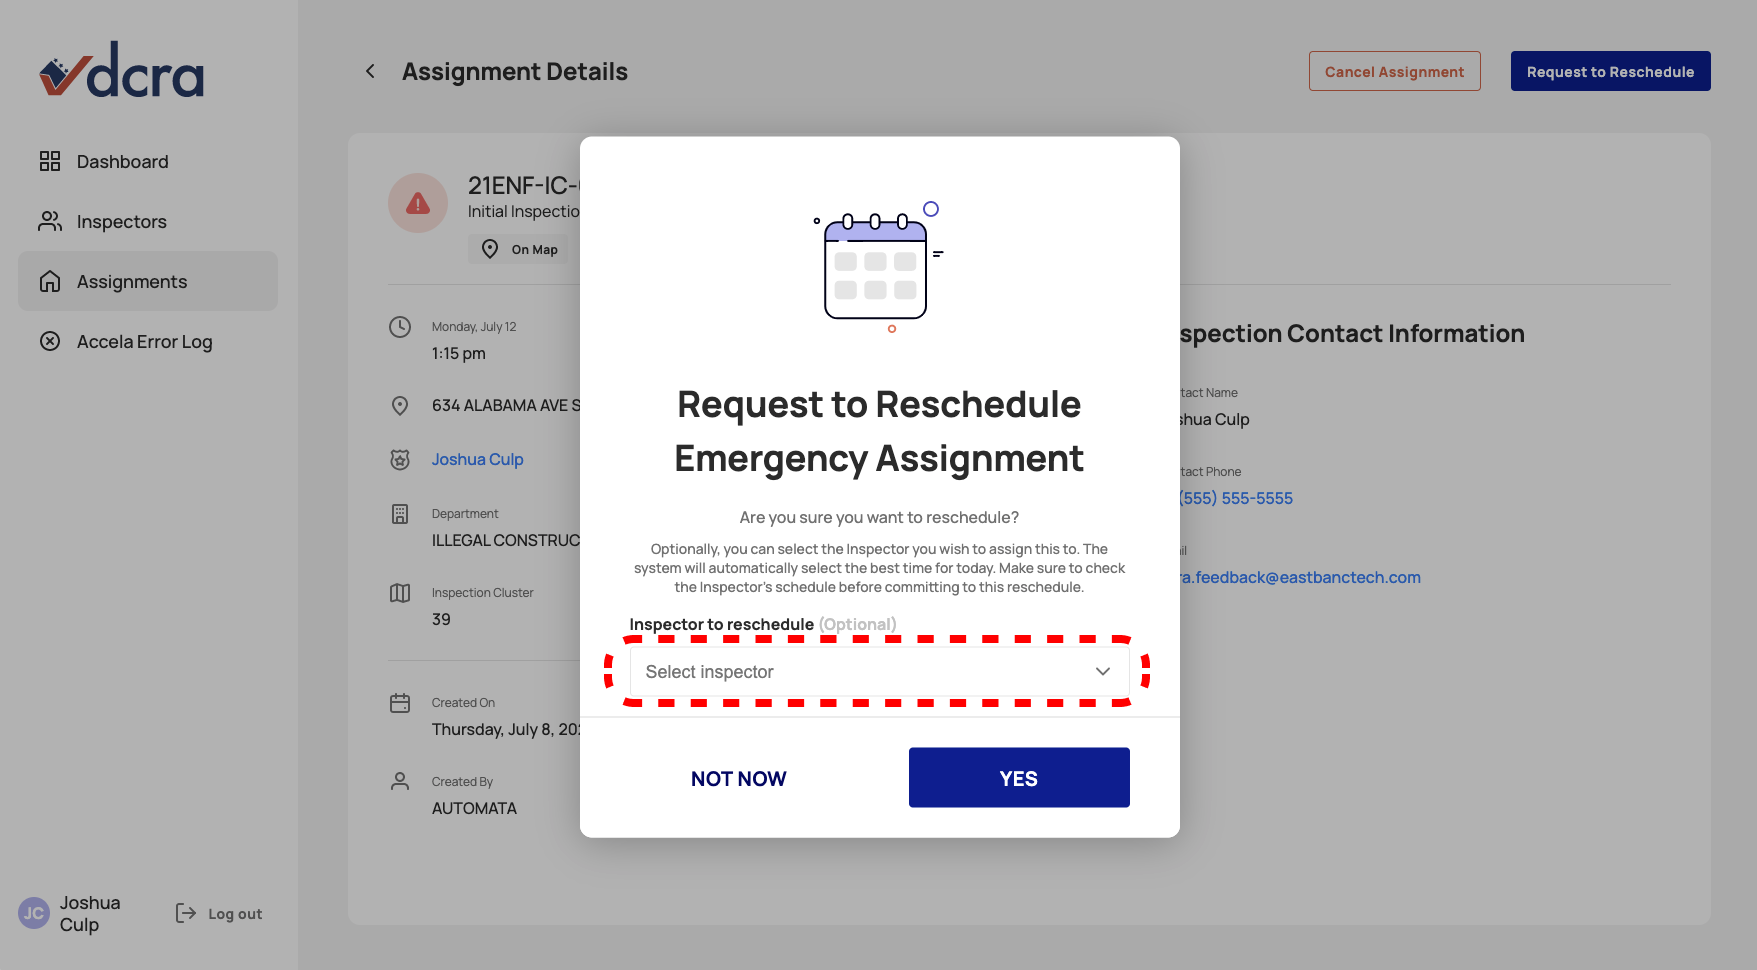 dcra
Dashboard
Inspectors
Assignments
Accela Error Log
JC
Joshua
Culp
Log out
Assignment Details
Cancel Assignment
Request to Reschedule
21ENF-IC-
Initial Inspectio
On Map
Monday, July 12
1:15 pm
634 ALABAMA AVE S
Joshua Culp
Department
ILLEGAL CONSTRUC
Inspection Cluster
39
Created On
Thursday, July 8, 202
Created By
AUTOMATA
spection Contact Information
tact Name
shua Culp
tact Phone
(555) 555-5555
il
ra.feedback@eastbanctech.com
Request to Reschedule
Emergency Assignment
Are you sure you want to reschedule?
Optionally, you can select the Inspector you wish to assign this to. The
system will automatically select the best time for today. Make sure to check
the Inspector's schedule before committing to this reschedule.
Inspector to reschedule (Optional)
Select inspector
NOT NOW
YES